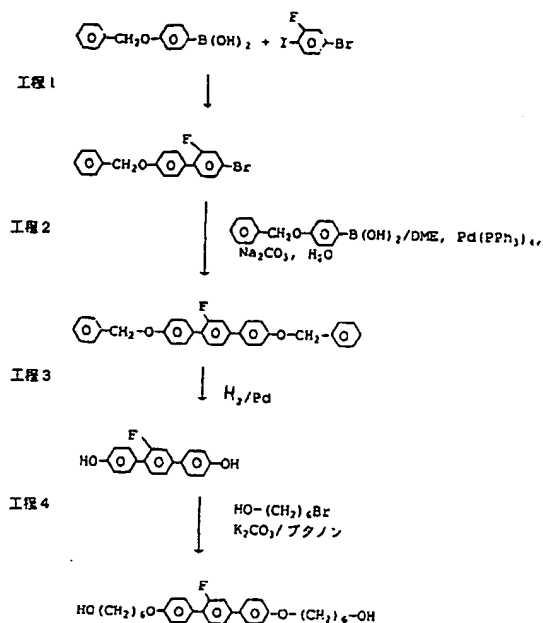 F
CH₂O B(OH)₂ + I Br
工程1
F
CH₂O Br
工程2
CH₂O B(OH)₂/DME, Pd(PPh₃)₄,
Na₂CO₃, H₂O
F
CH₂-O O-CH₂
工程3
H₂/Pd
F
HO OH
工程4
HO-(CH₂)₆Br
K₂CO₃/ブタノン
F
HO(CH₂)₆O O-(CH₂)₆-OH